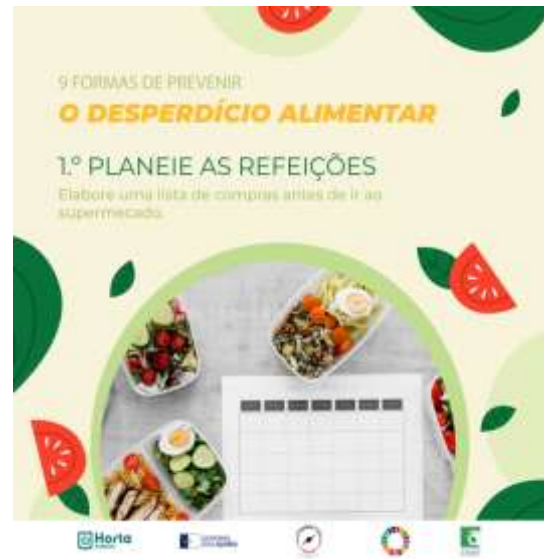 9 FORMAS DE PREVENIR
O DESPERDÍCIO ALIMENTAR
1.º PLANEIE AS REFEIÇÕES
Elabore uma lista de compras antes de ir ao
supermecado.
Horta